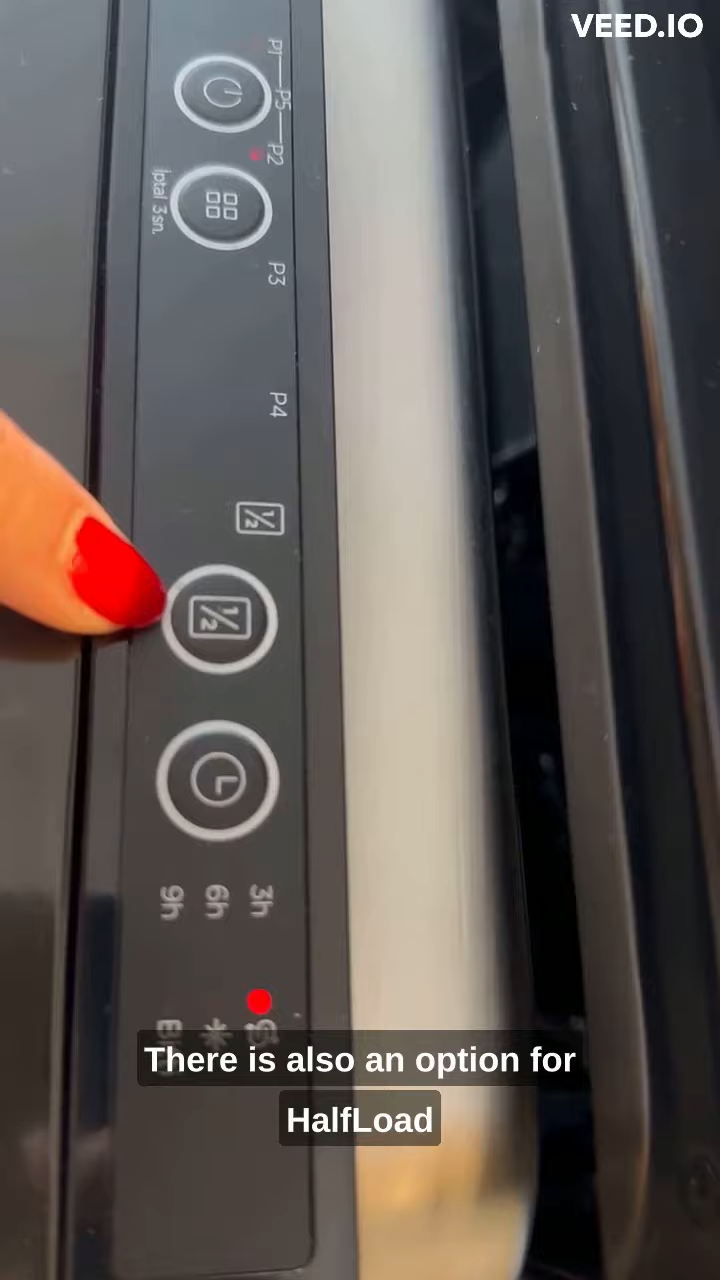 VEED.IO
P1
P5
P2
İptal 3sn.
P3
P4
1/2
1/2
3h
6h
9h
There is also an option for
HalfLoad